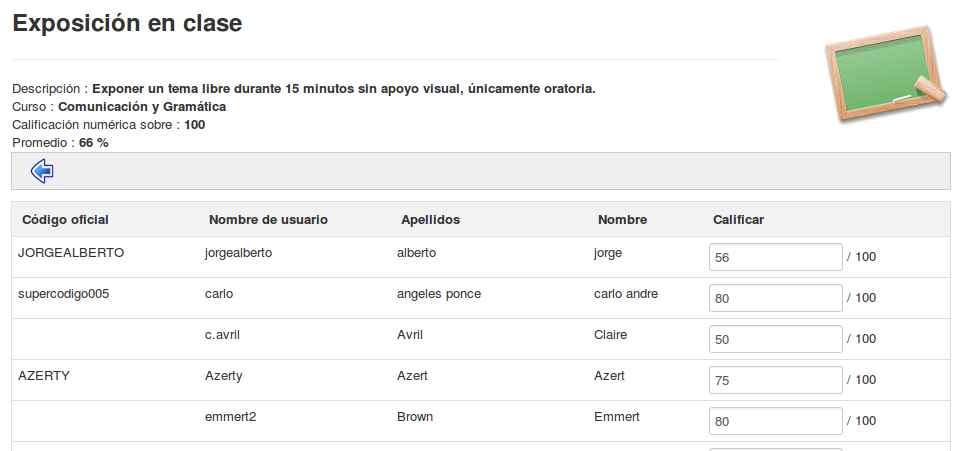 Exposición en clase
Descripción : Exponer un tema libre durante 15 minutos sin apoyo visual, únicamente oratoria.
Curso : Comunicación y Gramática
Calificación numérica sobre : 100
Promedio : 66 %
Código oficial Nombre de usuario Apellidos Nombre Calificar
JORGEALBERTO jorgealberto alberto jorge 56 / 100
supercodigo005 carlo angeles ponce carlo andre 80 / 100
c.avril Avril Claire 50 / 100
AZERTY Azerty Azert Azert 75 / 100
emmert2 Brown Emmert 80 / 100